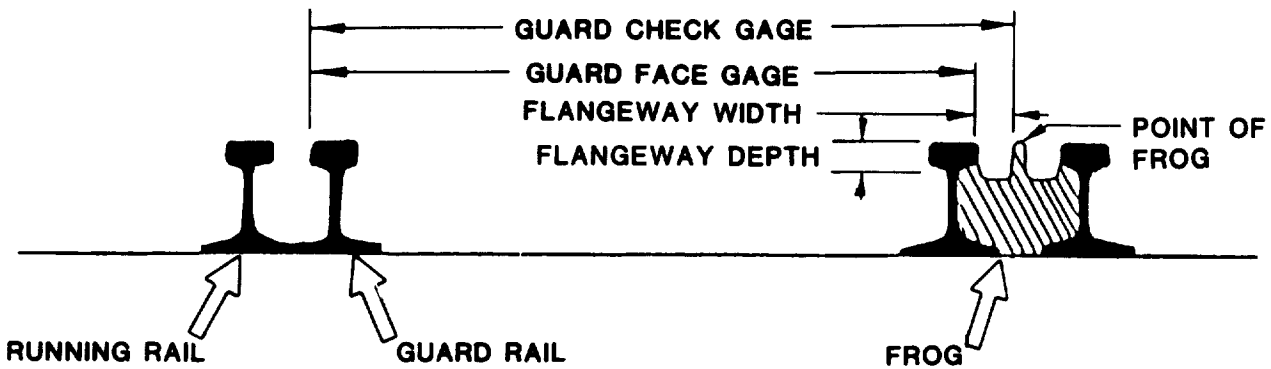 GUARD CHECK GAGE
GUARD FACE GAGE
FLANGEWAY WIDTH
FLANGEWAY DEPTH
POINT OF
FROG
RUNNING RAIL
GUARD RAIL
FROG